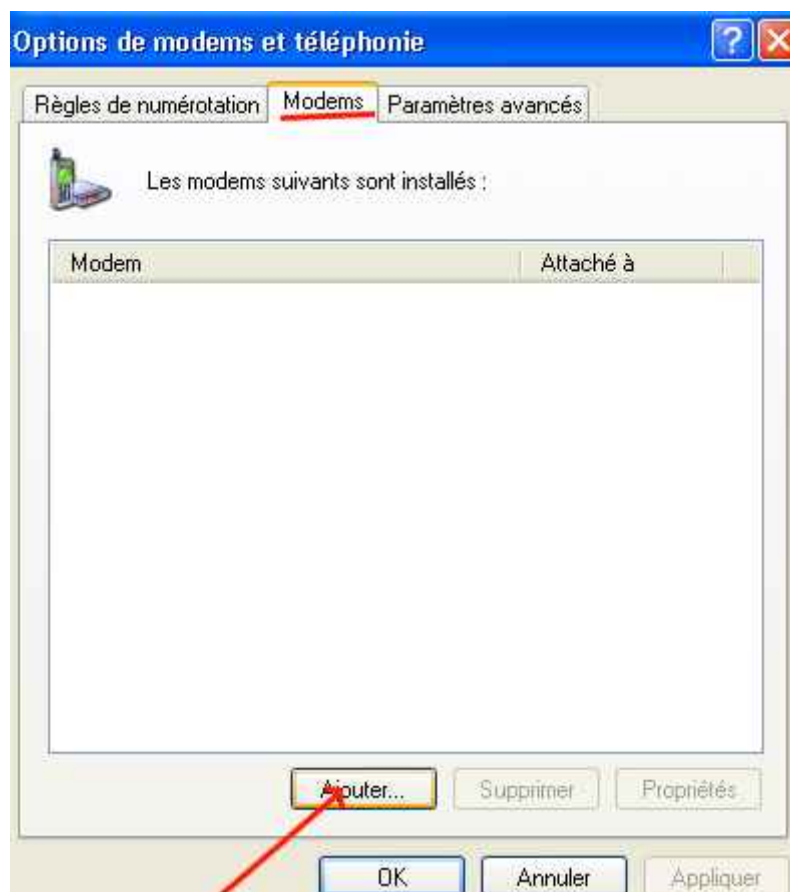 Options de modems et téléphonie
Règles de numérotation Modems Paramètres avancés
Les modems suivants sont installés :
Modem Attaché à
Ajouter... Supprimer Propriétés
OK Annuler Appliquer